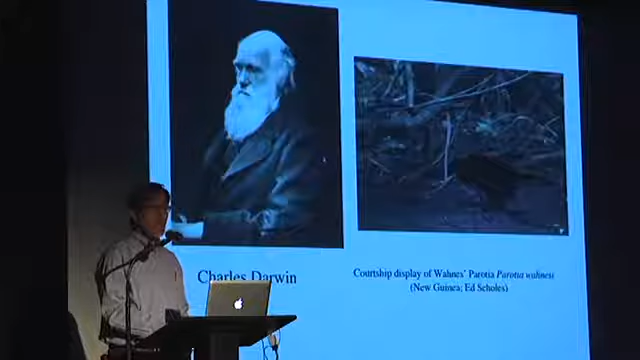 Charles Darwin
Courtship display of Wahnes' Parotia Parotia wahnesi
(New Guinea; Ed Scholes)